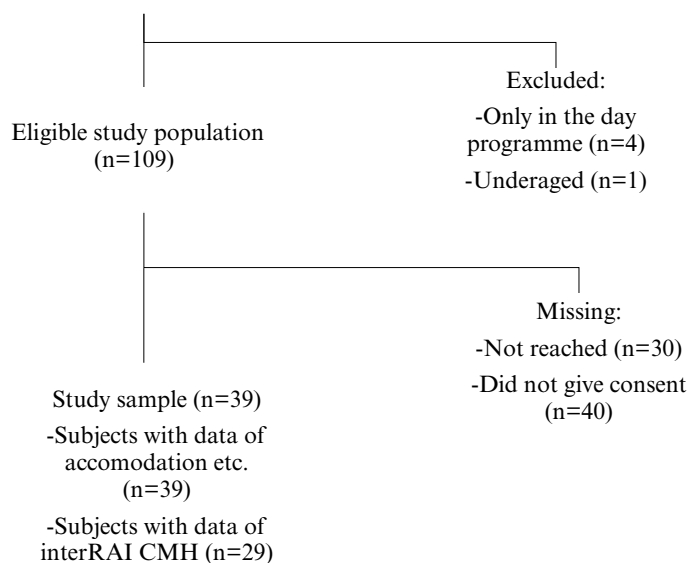 Excluded:
-Only in the day
programme (n=4)
-Underaged (n=1)
Eligible study population
(n=109)
Missing:
-Not reached (n=30)
-Did not give consent
(n=40)
Study sample (n=39)
-Subjects with data of
accomodation etc.
(n=39)
-Subjects with data of
interRAI CMH (n=29)